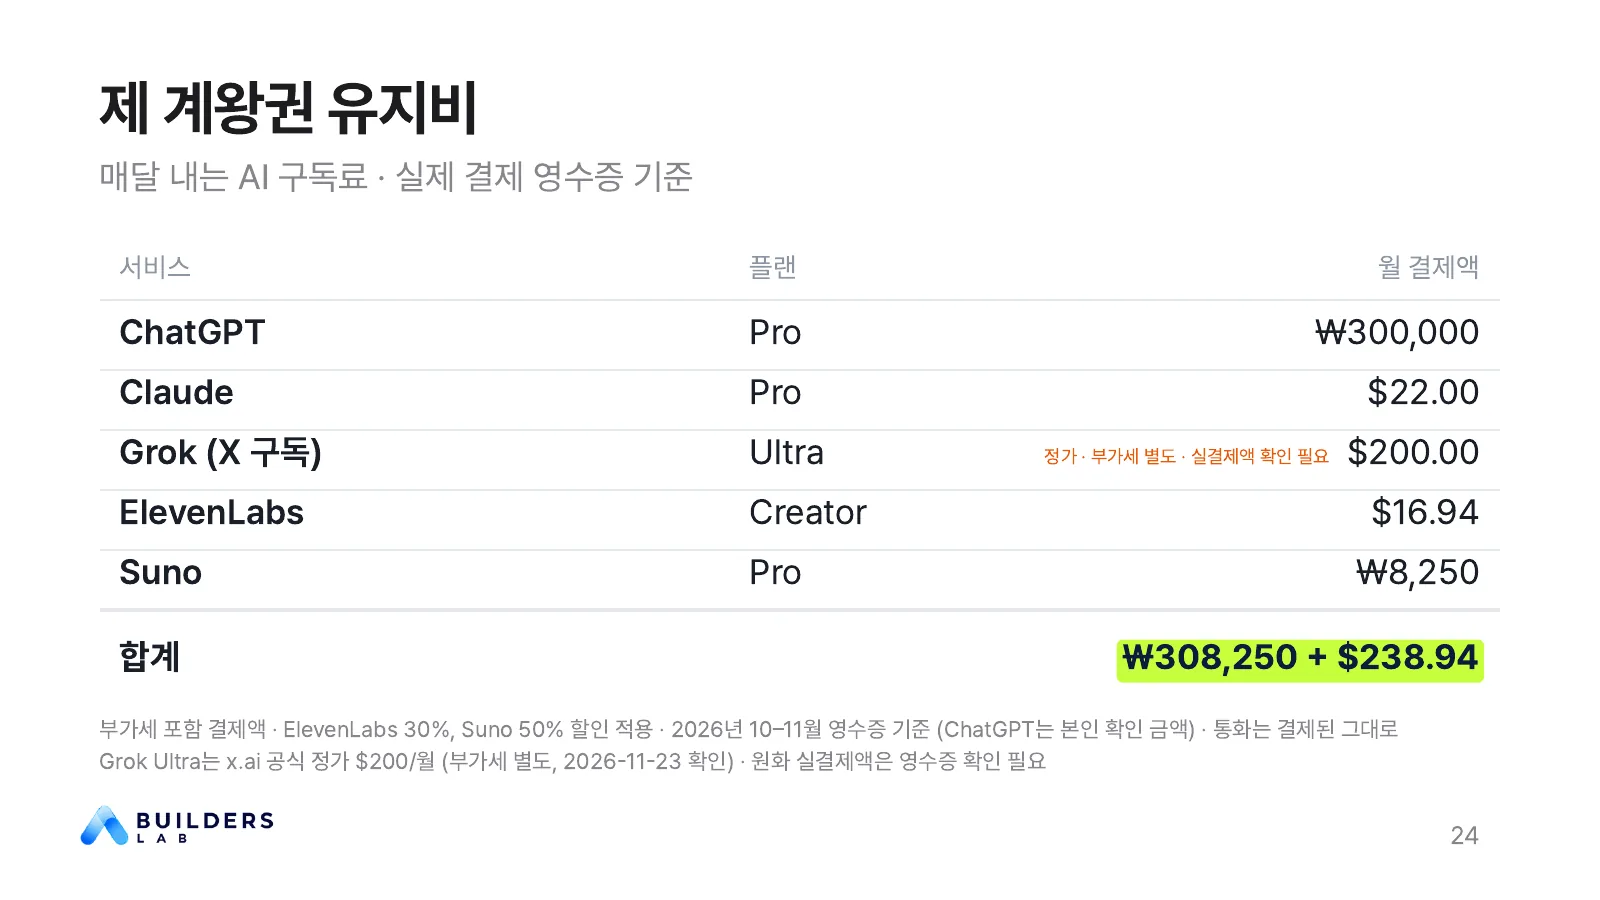 제 계왕권 유지비
매달 내는 AI 구독료 · 실제 결제 영수증 기준
서비스 플랜 월 결제액
ChatGPT Pro ₩300,000
Claude Pro $22.00
Grok (X 구독) Ultra 정가 · 부가세 별도 · 실결제액 확인 필요 $200.00
ElevenLabs Creator $16.94
Suno Pro ₩8,250
합계 ₩308,250 + $238.94
부가세 포함 결제액 · ElevenLabs 30%, Suno 50% 할인 적용 · 2026년 10–11월 영수증 기준 (ChatGPT는 본인 확인 금액) · 통화는 결제된 그대로
Grok Ultra는 x.ai 공식 정가 $200/월 (부가세 별도, 2026-11-23 확인) · 원화 실결제액은 영수증 확인 필요
BUILDERS
LAB
24